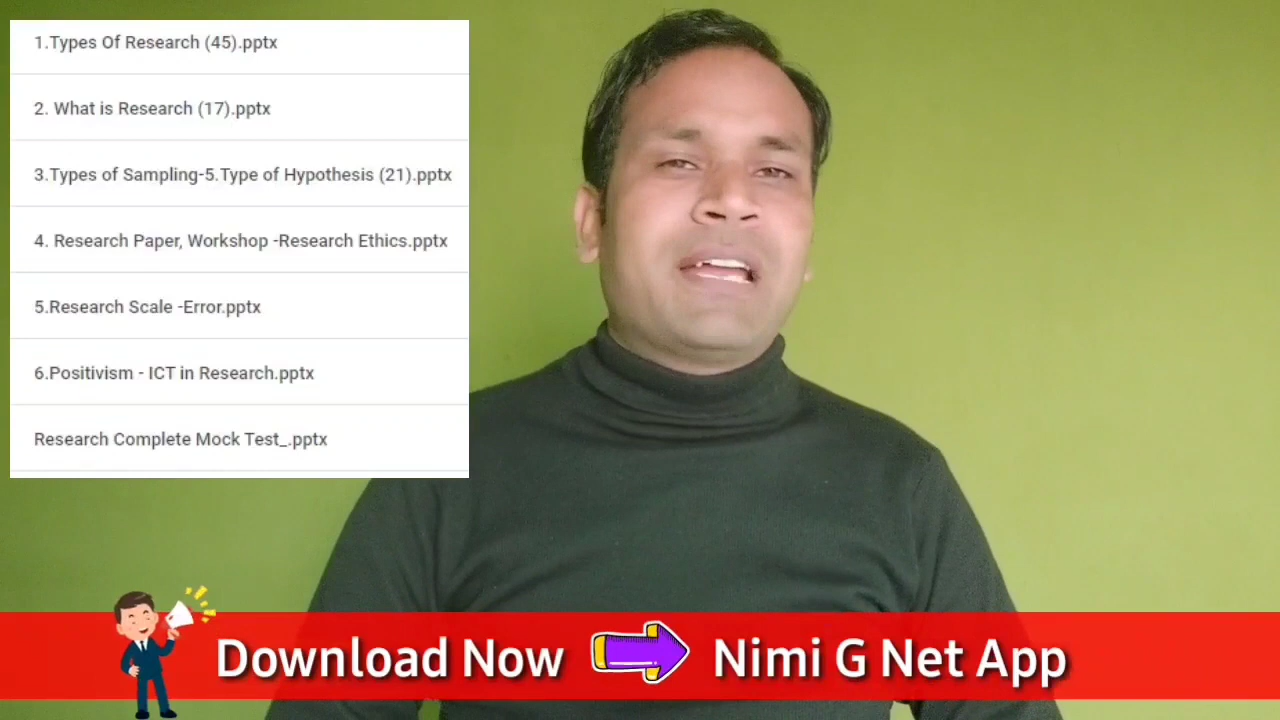 1.Types Of Research (45).pptx
2. What is Research (17).pptx
3.Types of Sampling-5.Type of Hypothesis (21).pptx
4. Research Paper, Workshop -Research Ethics.pptx
5.Research Scale -Error.pptx
6.Positivism - ICT in Research.pptx
Research Complete Mock Test_.pptx
Download Now Nimi G Net App